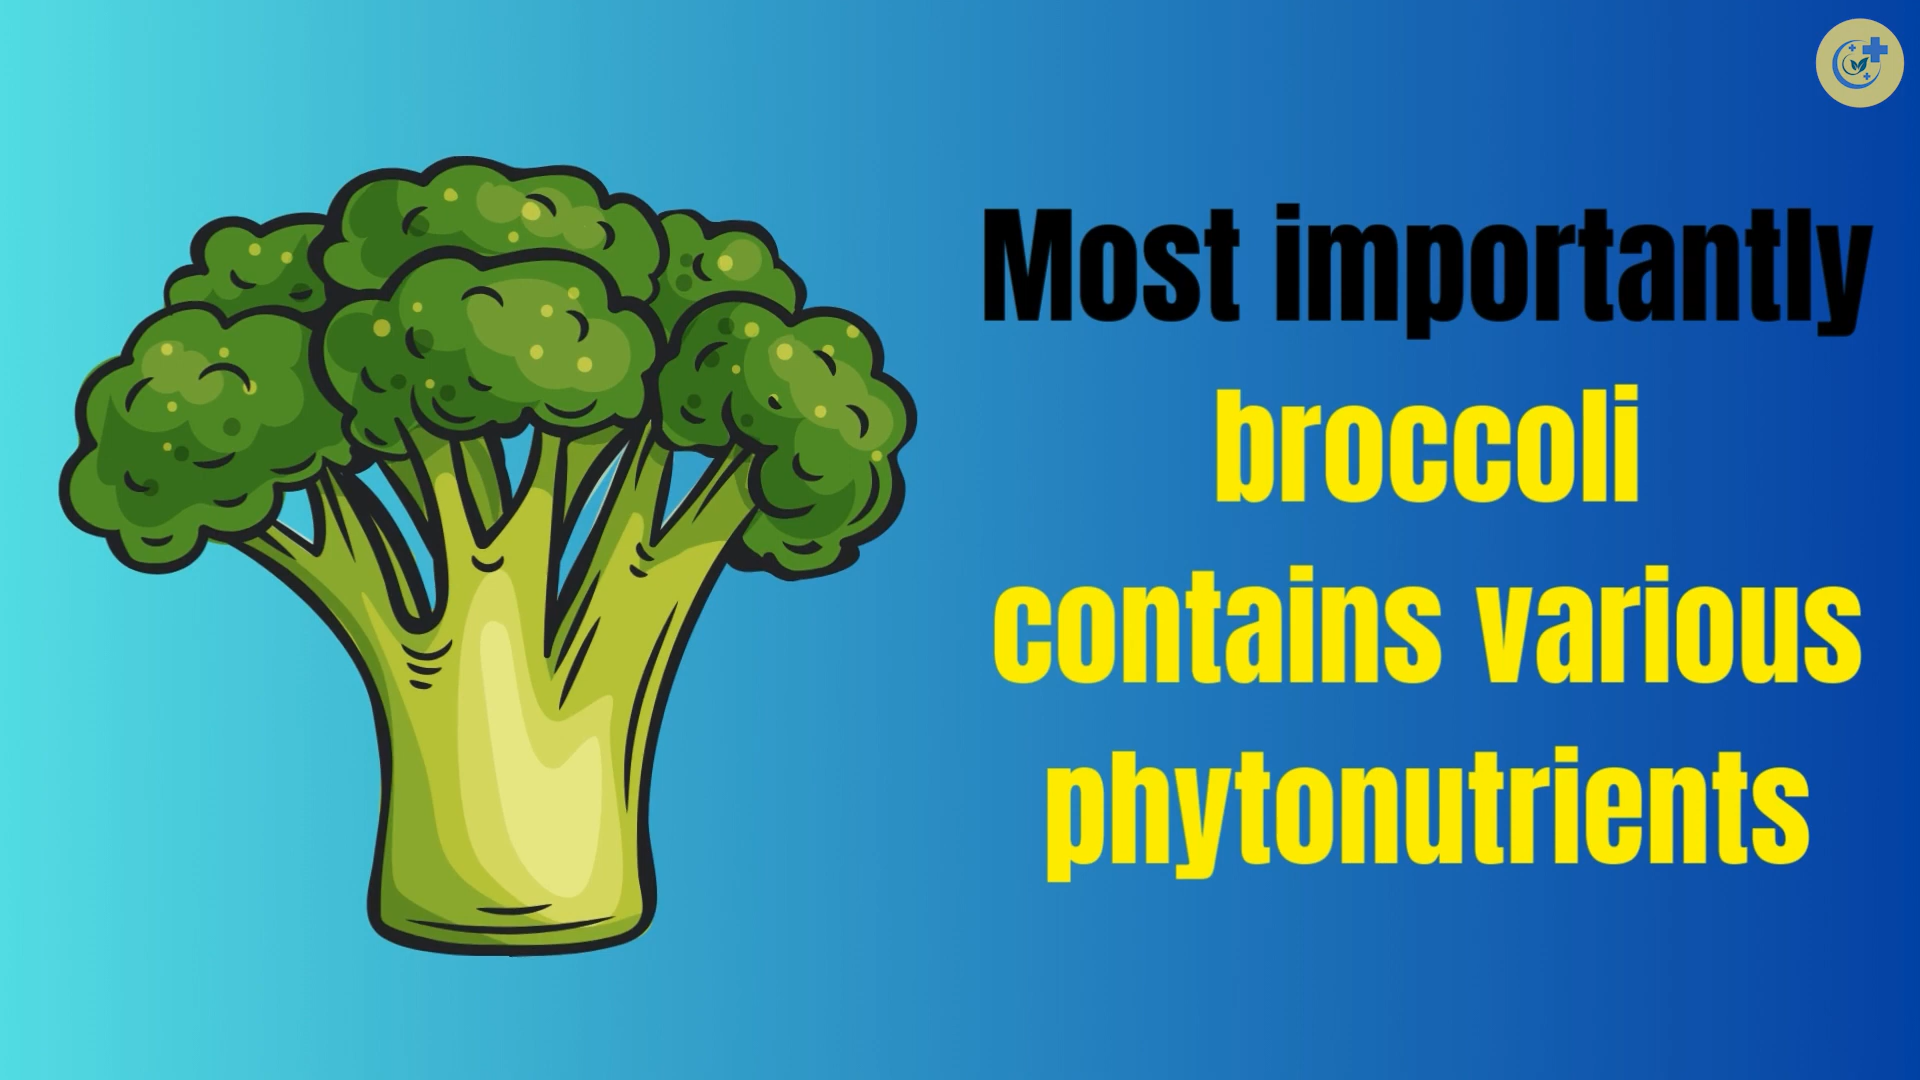 Most importantly
broccoli
contains various
phytonutrients